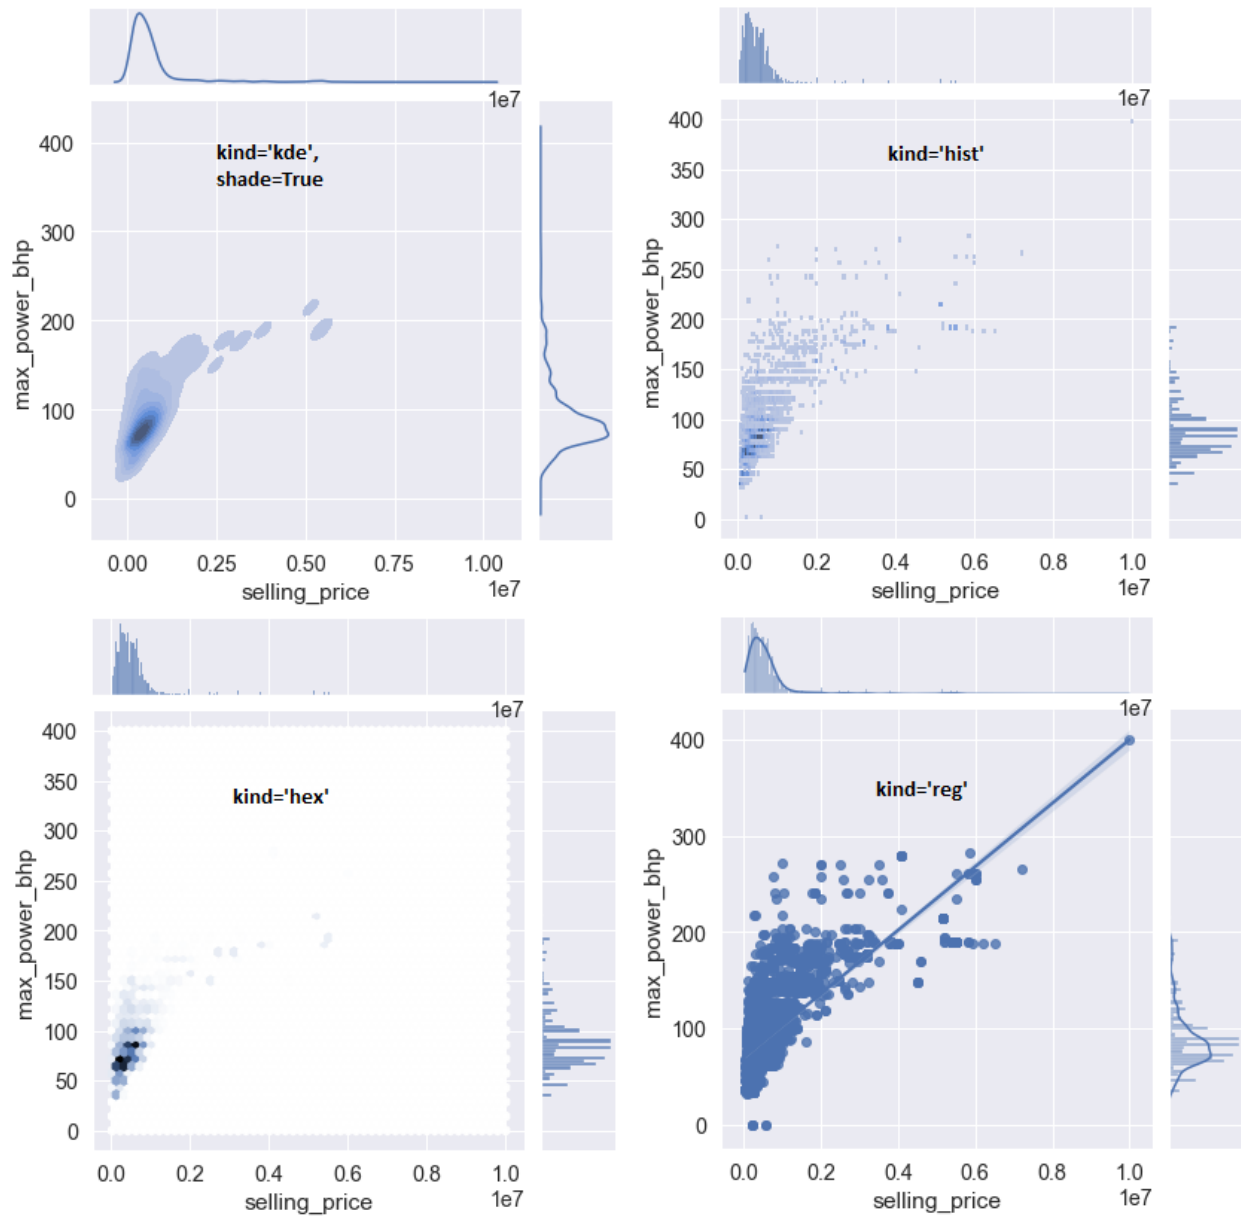 1e7
400
kind='kde',
shade=True
300
max_power_bhp
200
100
0
0.00 0.25 0.50 0.75 1.00
selling_price 1e7
1e7
400
kind='hist'
350
300
max_power_bhp
250
200
150
100
50
0
0.0 0.2 0.4 0.6 0.8 1.0
selling_price 1e7
1e7
400
350
kind='hex'
300
max_power_bhp
250
200
150
100
50
0
0.0 0.2 0.4 0.6 0.8 1.0
selling_price 1e7
1e7
400
kind='reg'
300
max_power_bhp
200
100
0
0.0 0.2 0.4 0.6 0.8 1.0
selling_price 1e7